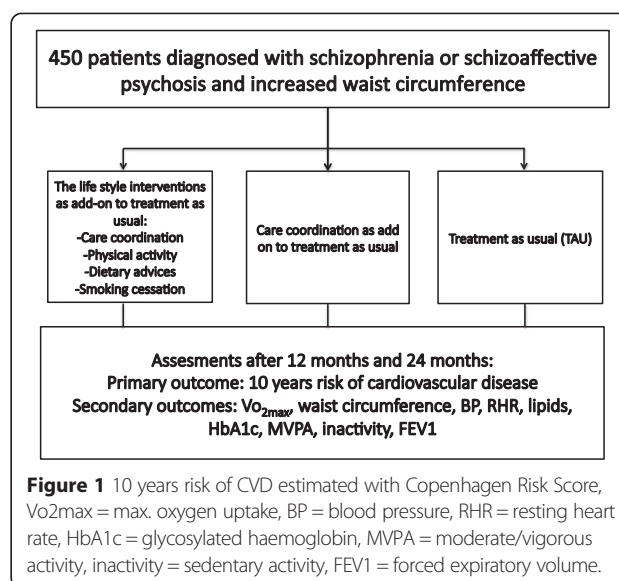 450 patients diagnosed with schizophrenia or schizoaffective
psychosis and increased waist circumference
The life style interventions
as add-on to treatment as
usual:
-Care coordination
-Physical activity
-Dietary advices
-Smoking cessation
Care coordination as add
on to treatment as usual
Treatment as usual (TAU)
Assesments after 12 months and 24 months:
Primary outcome: 10 years risk of cardiovascular disease
Secondary outcomes: Vo2max, waist circumference, BP, RHR, lipids,
HbA1c, MVPA, inactivity, FEV1
Figure 1 10 years risk of CVD estimated with Copenhagen Risk Score,
Vo2max = max. oxygen uptake, BP = blood pressure, RHR = resting heart
rate, HbA1c = glycosylated haemoglobin, MVPA = moderate/vigorous
activity, inactivity = sedentary activity, FEV1 = forced expiratory volume.